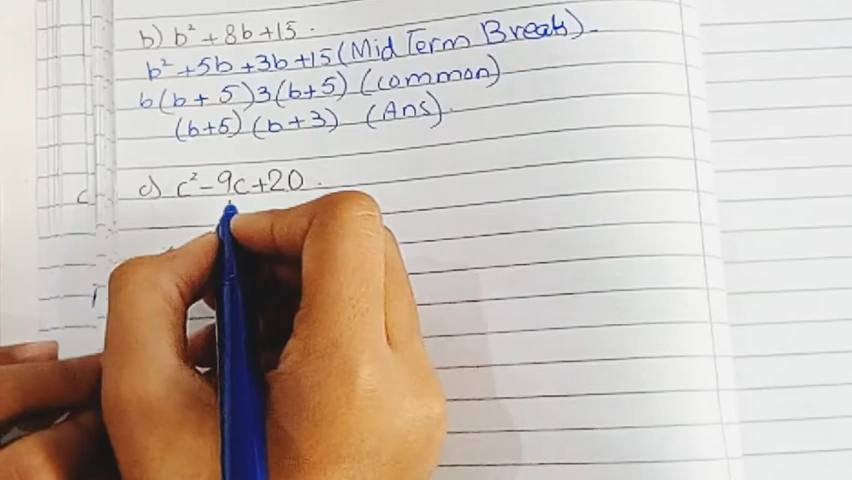 b) b² + 8b + 15.
b² + 5b + 3b + 15 (Mid Term Break).
b(b + 5) 3(b + 5) (common)
(b+5) (b + 3) (Ans).
c) c² - 9c + 20.